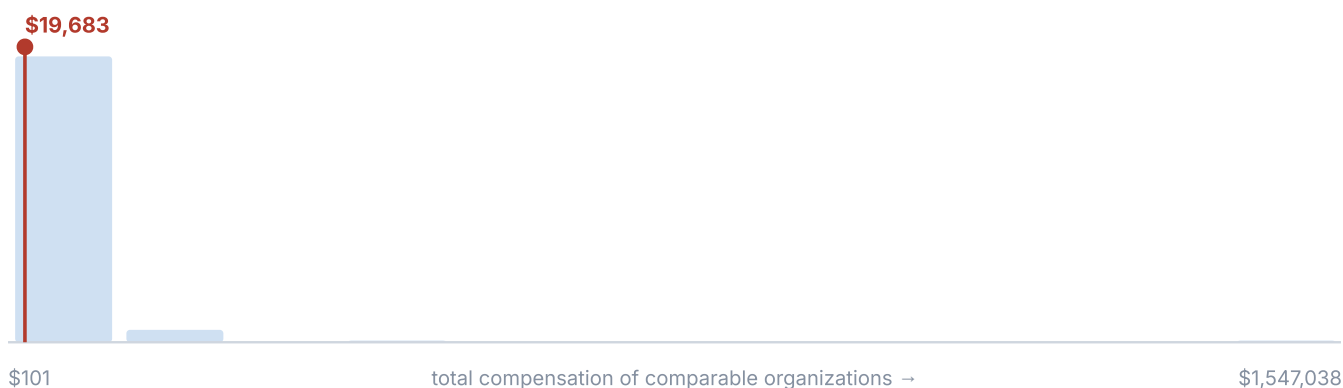 $19,683
$101
total compensation of comparable organizations →
$1,547,038